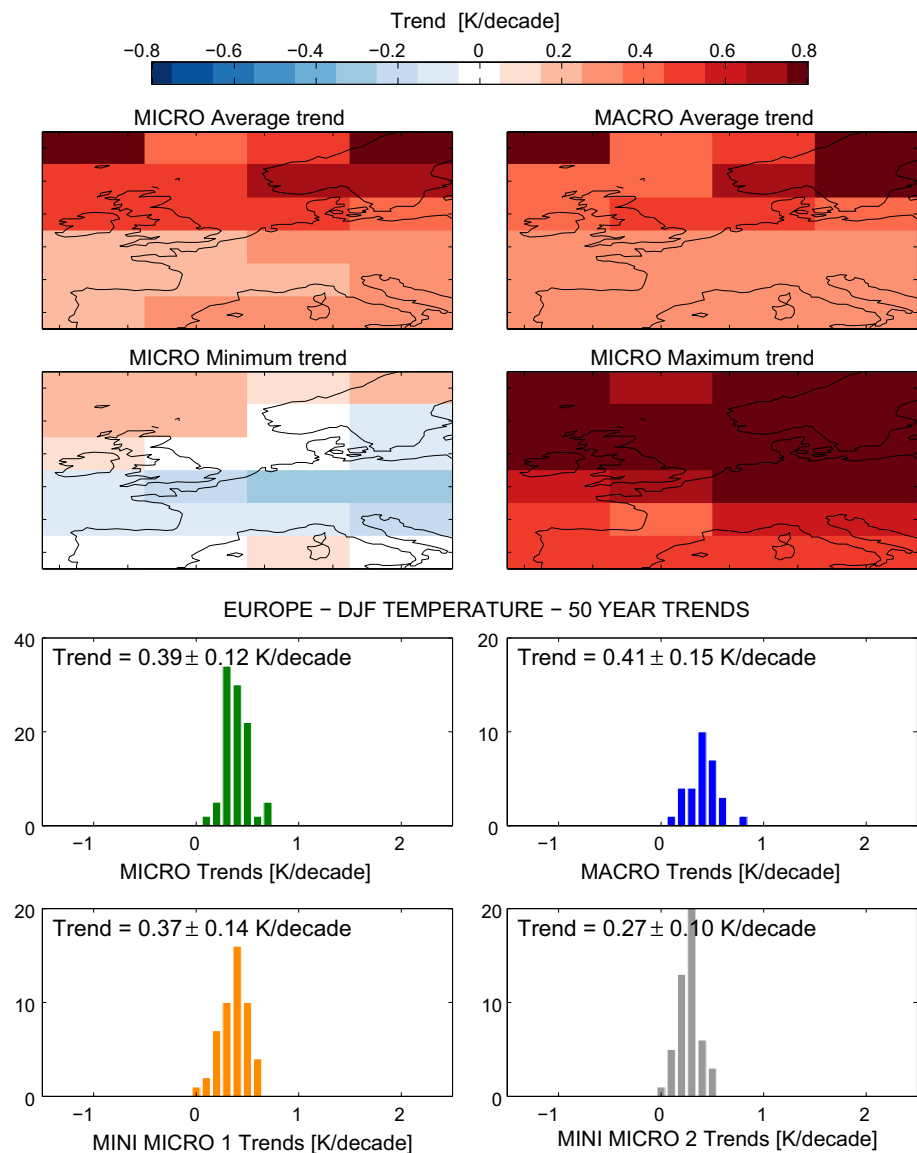 Trend [K/decade]
−0.8 −0.6 −0.4 −0.2 0 0.2 0.4 0.6 0.8
MICRO Average trend
MACRO Average trend
MICRO Minimum trend
MICRO Maximum trend
EUROPE − DJF TEMPERATURE − 50 YEAR TRENDS
40
20
0
Trend = 0.39 ± 0.12 K/decade
−1 0 1 2
MICRO Trends [K/decade]
20
10
0
Trend = 0.41 ± 0.15 K/decade
−1 0 1 2
MACRO Trends [K/decade]
20
10
0
Trend = 0.37 ± 0.14 K/decade
−1 0 1 2
MINI MICRO 1 Trends [K/decade]
20
10
0
Trend = 0.27 ± 0.10 K/decade
−1 0 1 2
MINI MICRO 2 Trends [K/decade]